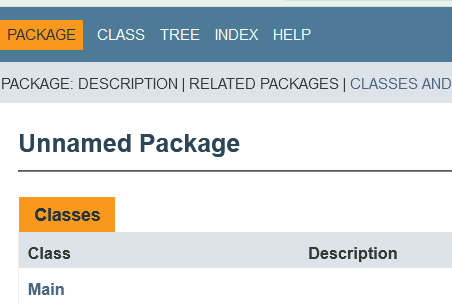 PACKAGE CLASS TREE INDEX HELP
PACKAGE: DESCRIPTION | RELATED PACKAGES | CLASSES AND
Unnamed Package
Classes
Class Description
Main